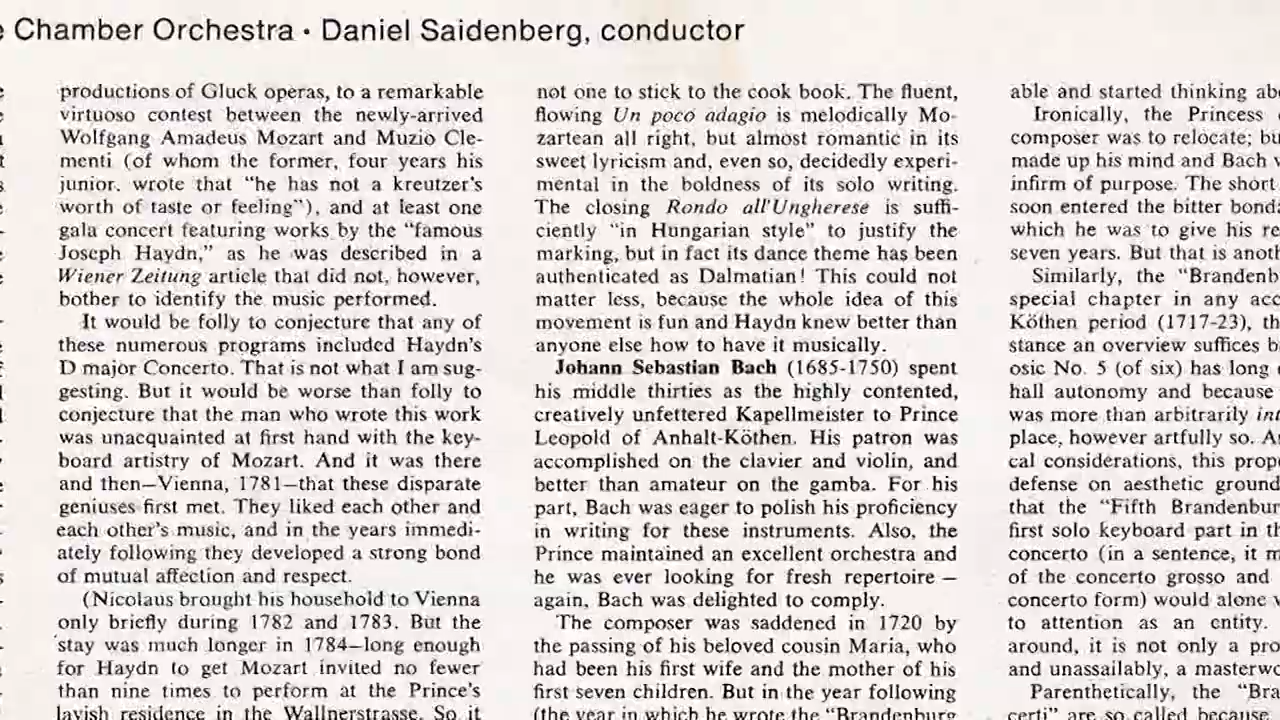 Chamber Orchestra • Daniel Saidenberg, conductor
productions of Gluck operas, to a remarkable
virtuoso contest between the newly-arrived
Wolfgang Amadeus Mozart and Muzio Cle-
menti (of whom the former, four years his
junior, wrote that "he has not a kreutzer's
worth of taste or feeling"), and at least one
gala concert featuring works by the "famous
Joseph Haydn," as he was described in a
Wiener Zeitung article that did not, however,
bother to identify the music performed.
It would be folly to conjecture that any of
these numerous programs included Haydn's
D major Concerto. That is not what I am sug-
gesting. But it would be worse than folly to
conjecture that the man who wrote this work
was unacquainted at first hand with the key-
board artistry of Mozart. And it was there
and then—Vienna, 1781—that these disparate
geniuses first met. They liked each other and
each other's music, and in the years immedi-
ately following they developed a strong bond
of mutual affection and respect.
(Nicolaus brought his household to Vienna
only briefly during 1782 and 1783. But the
stay was much longer in 1784—long enough
for Haydn to get Mozart invited no fewer
than nine times to perform at the Prince's
lavish residence in the Wallnerstrasse. So it
not one to stick to the cook book. The fluent,
flowing Un poco adagio is melodically Mo-
zartean all right, but almost romantic in its
sweet lyricism and, even so, decidedly experi-
mental in the boldness of its solo writing.
The closing Rondo all'Ungherese is suffi-
ciently "in Hungarian style" to justify the
marking, but in fact its dance theme has been
authenticated as Dalmatian! This could not
matter less, because the whole idea of this
movement is fun and Haydn knew better than
anyone else how to have it musically.
Johann Sebastian Bach (1685-1750) spent
his middle thirties as the highly contented,
creatively unfettered Kapellmeister to Prince
Leopold of Anhalt-Köthen. His patron was
accomplished on the clavier and violin, and
better than amateur on the gamba. For his
part, Bach was eager to polish his proficiency
in writing for these instruments. Also, the
Prince maintained an excellent orchestra and
he was ever looking for fresh repertoire —
again, Bach was delighted to comply.
The composer was saddened in 1720 by
the passing of his beloved cousin Maria, who
had been his first wife and the mother of his
first seven children. But in the year following
(the year in which he wrote the "Brandenburg
able and started thinking
Ironically, the Princess
composer was to relocate;
made up his mind and Bach
infirm of purpose. The short
soon entered the bitter
which he was to give his
seven years. But that is
Similarly, the
special chapter in any
Köthen period (1717-23),
stance an overview suffices
osic No. 5 (of six) has long
hall autonomy and because
was more than arbitrarily
place, however artfully so.
cal considerations, this
defense on aesthetic
that the "Fifth
first solo keyboard part in
concerto (in a sentence, it
of the concerto grosso and
concerto form) would alone
to attention as an entity.
around, it is not only a
and unassailably, a
Parenthetically, the
certi" are so called because